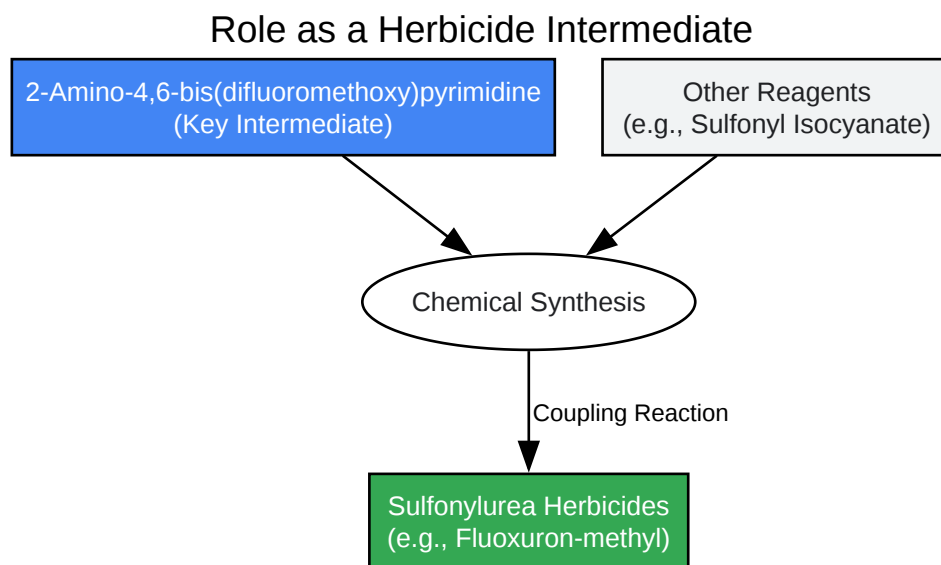 Role as a Herbicide Intermediate
2-Amino-4,6-bis(difluoromethoxy)pyrimidine
(Key Intermediate)
Other Reagents
(e.g., Sulfonyl Isocyanate)
Chemical Synthesis
Coupling Reaction
Sulfonylurea Herbicides
(e.g., Fluoxuron-methyl)